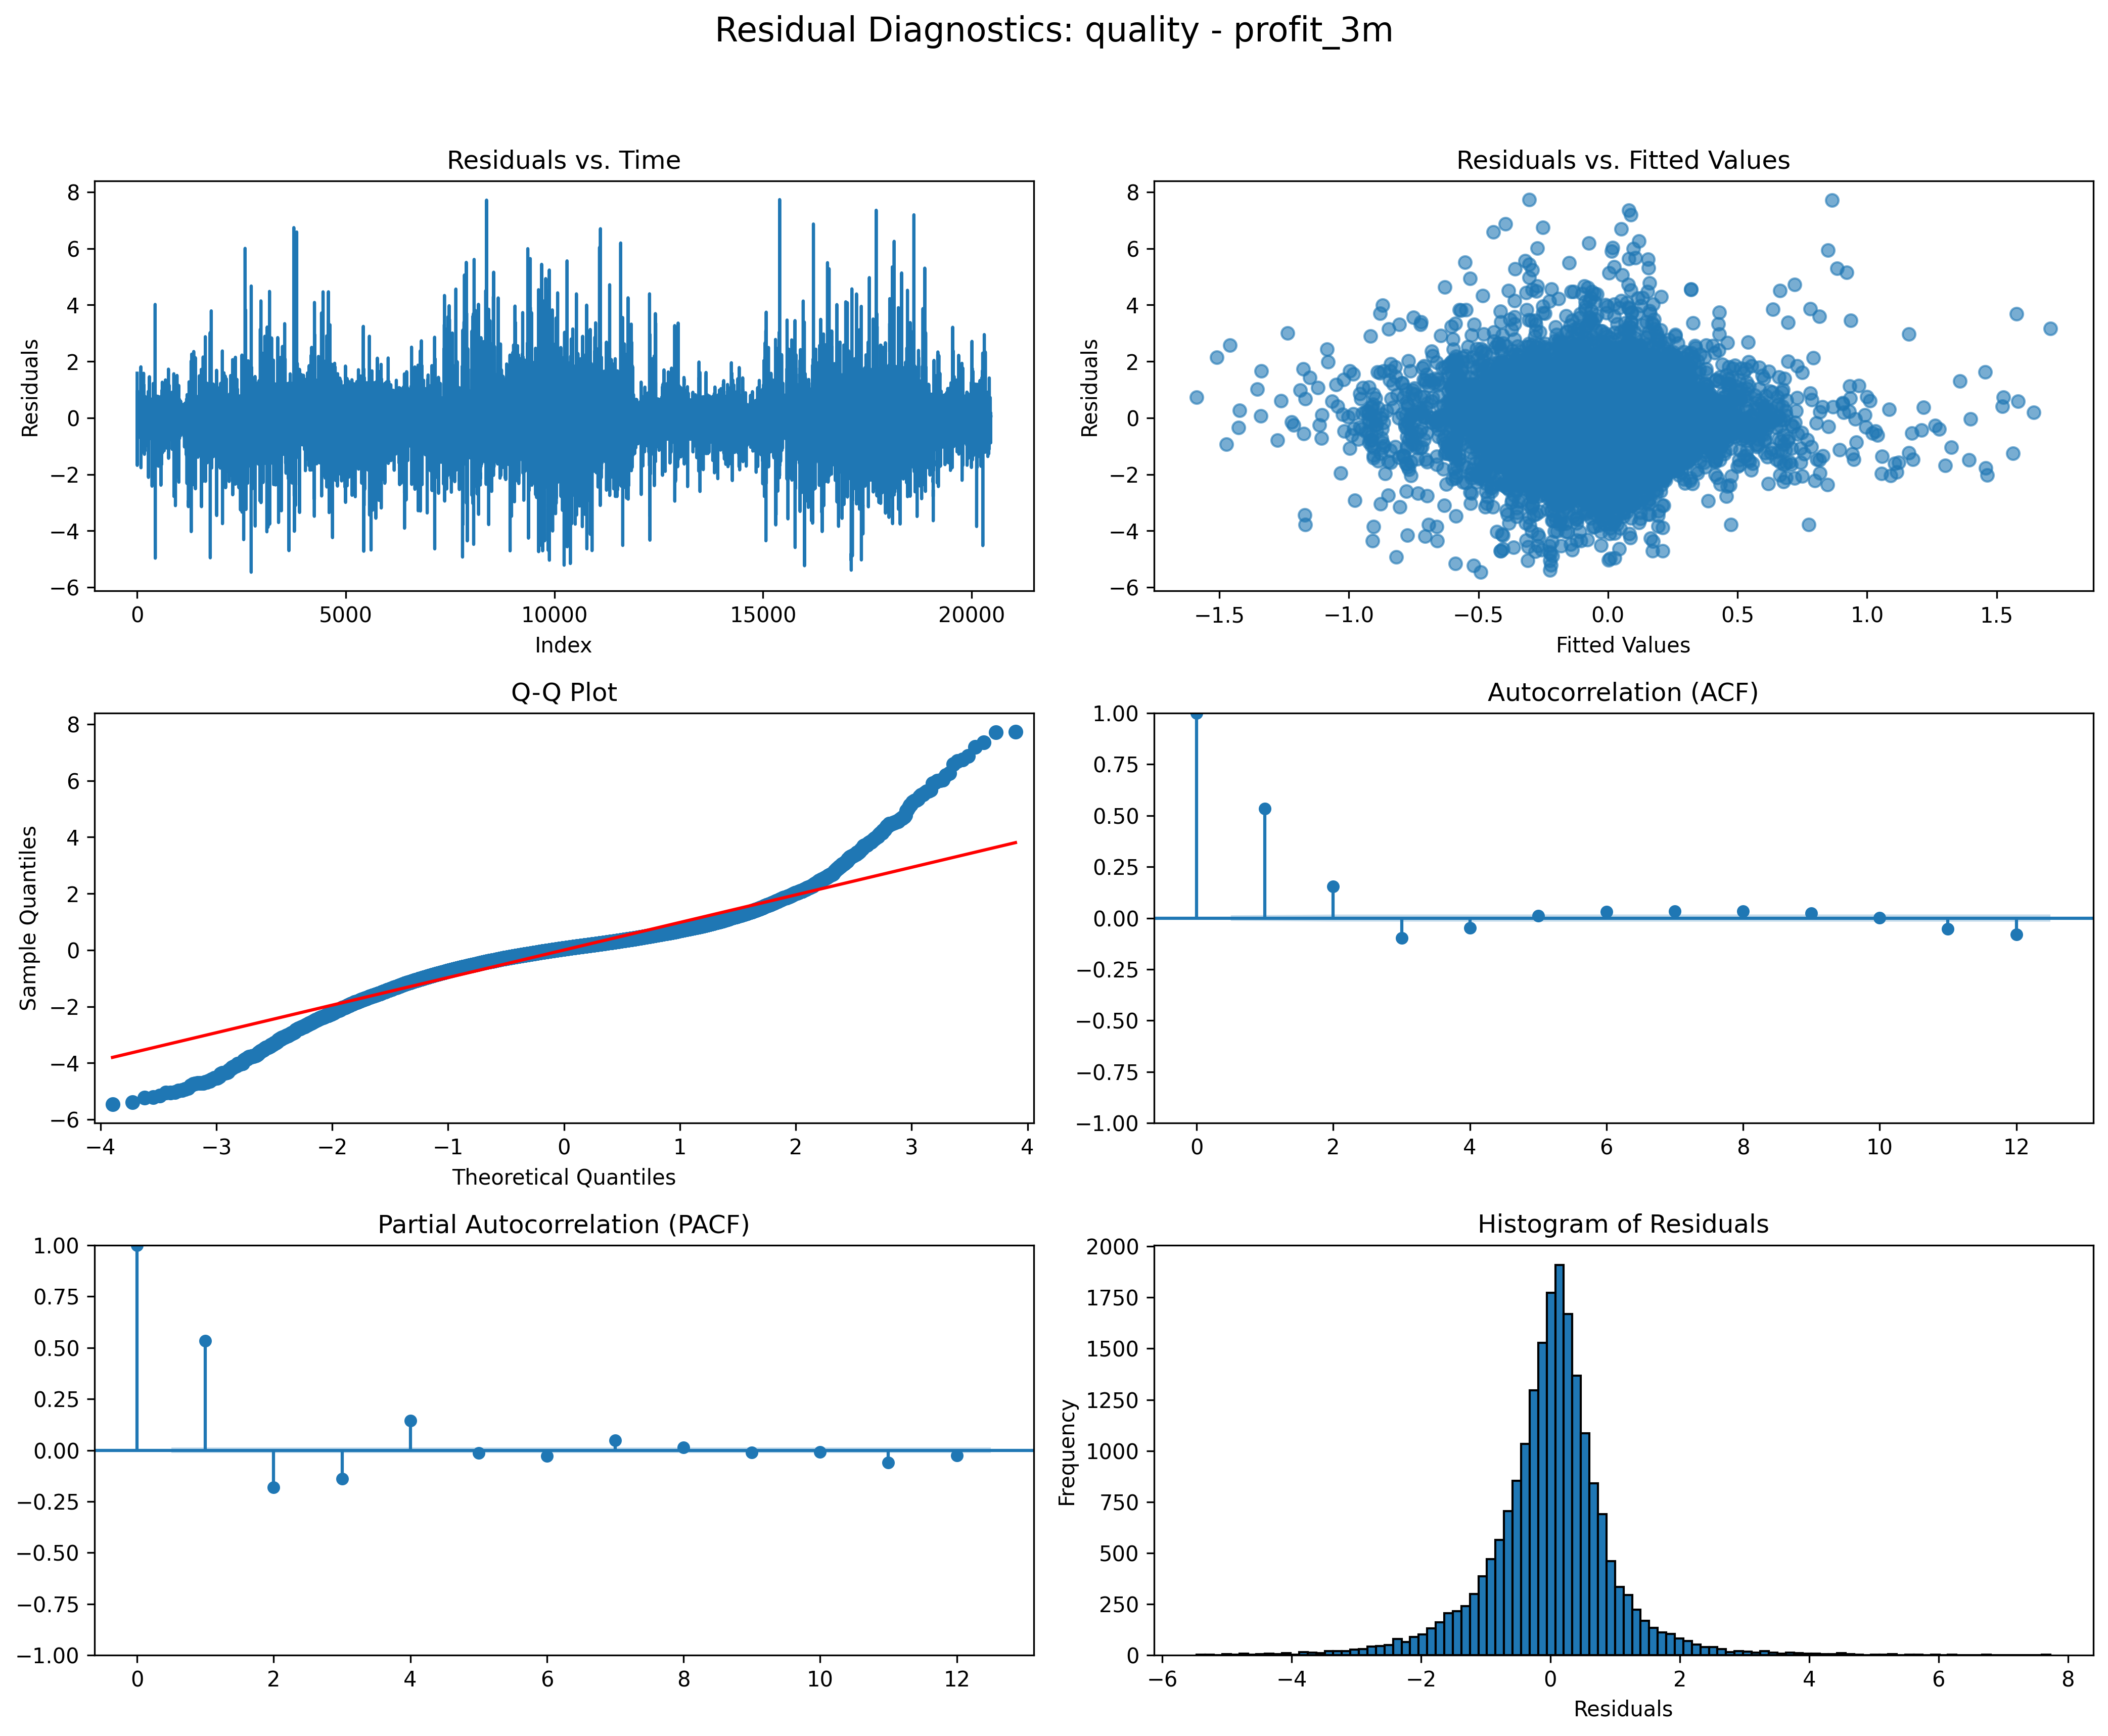 Residual Diagnostics: quality - profit_3m
Residuals vs. Time
8
6
4
2
0
−2
−4
−6
Residuals
0 5000 10000 15000 20000
Index
Residuals vs. Fitted Values
8
6
4
2
0
−2
−4
−6
Residuals
−1.5 −1.0 −0.5 0.0 0.5 1.0 1.5
Fitted Values
Q-Q Plot
8
6
4
2
0
−2
−4
−6
Sample Quantiles
−4 −3 −2 −1 0 1 2 3 4
Theoretical Quantiles
Autocorrelation (ACF)
1.00
0.75
0.50
0.25
0.00
−0.25
−0.50
−0.75
−1.00
0 2 4 6 8 10 12
Partial Autocorrelation (PACF)
1.00
0.75
0.50
0.25
0.00
−0.25
−0.50
−0.75
−1.00
0 2 4 6 8 10 12
Histogram of Residuals
2000
1750
1500
1250
1000
750
500
250
0
Frequency
−6 −4 −2 0 2 4 6 8
Residuals